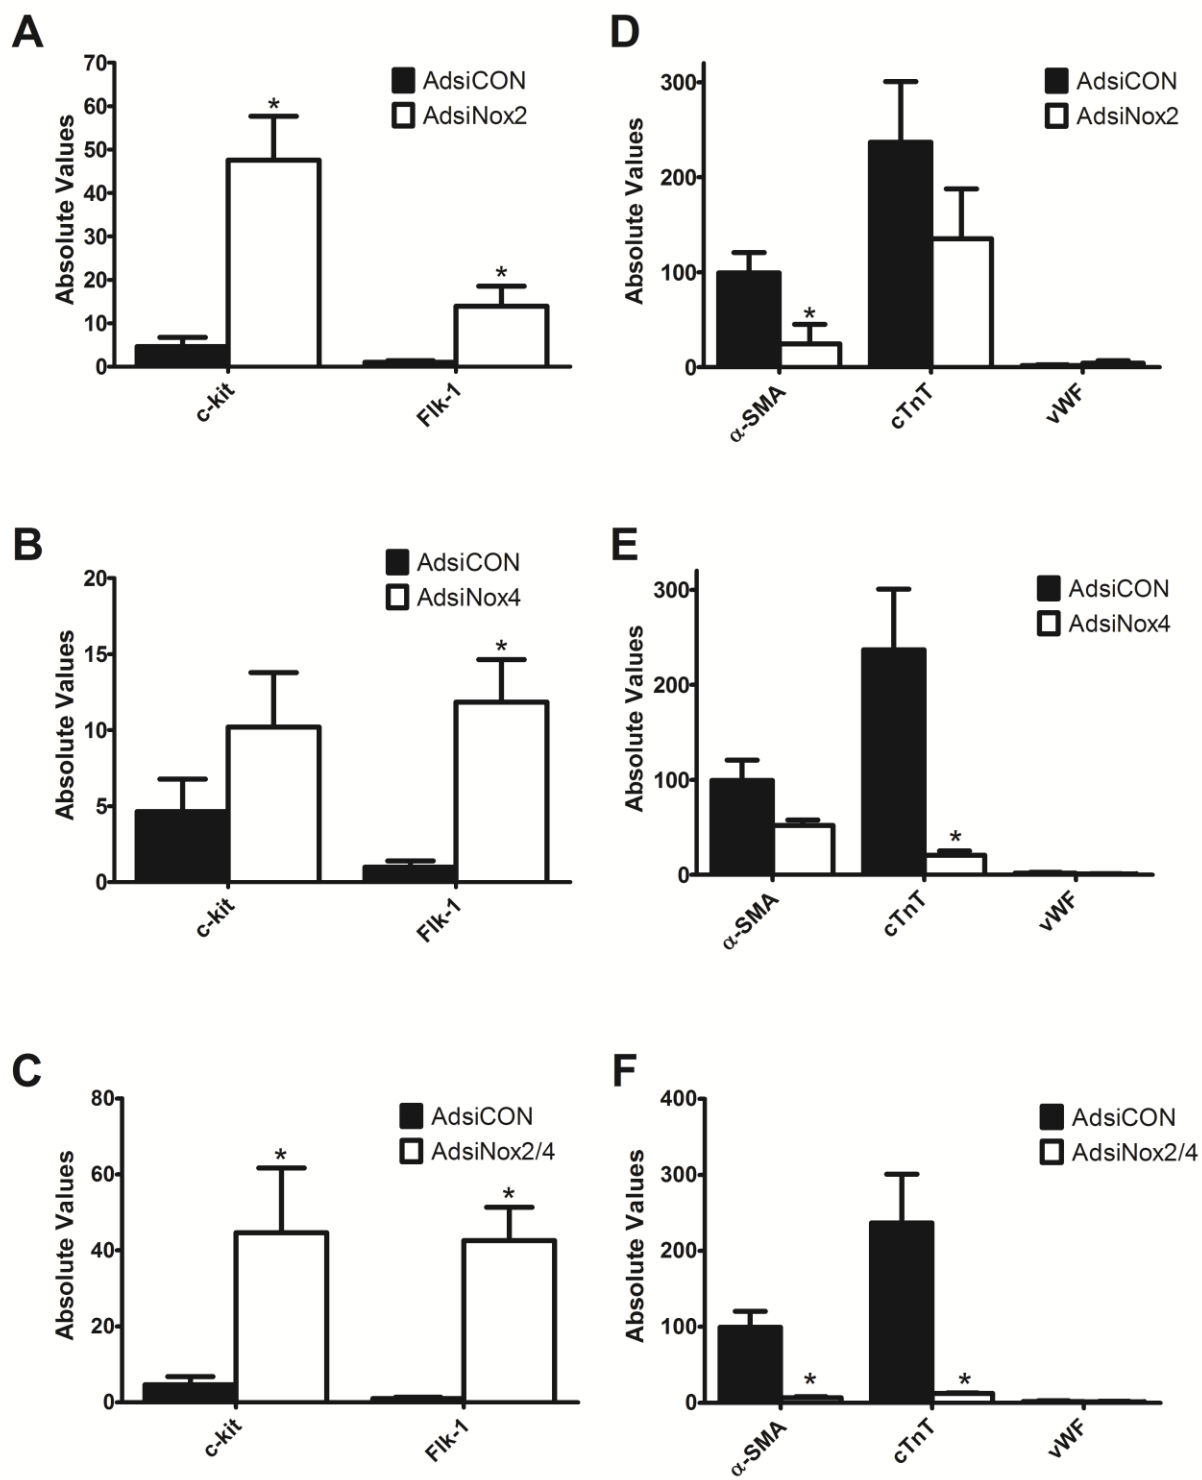 A
70
60
50
40
30
20
10
0
Absolute Values
AdsiCON
AdsiNox2
*
*
c-kit
Flk-1
D
300
200
100
0
Absolute Values
AdsiCON
AdsiNox2
*
α-SMA
cTnT
vWF
B
20
15
10
5
0
Absolute Values
AdsiCON
AdsiNox4
*
c-kit
Flk-1
E
300
200
100
0
Absolute Values
AdsiCON
AdsiNox4
*
α-SMA
cTnT
vWF
C
80
60
40
20
0
Absolute Values
AdsiCON
AdsiNox2/4
*
*
c-kit
Flk-1
F
400
300
200
100
0
Absolute Values
AdsiCON
AdsiNox2/4
*
*
α-SMA
cTnT
vWF